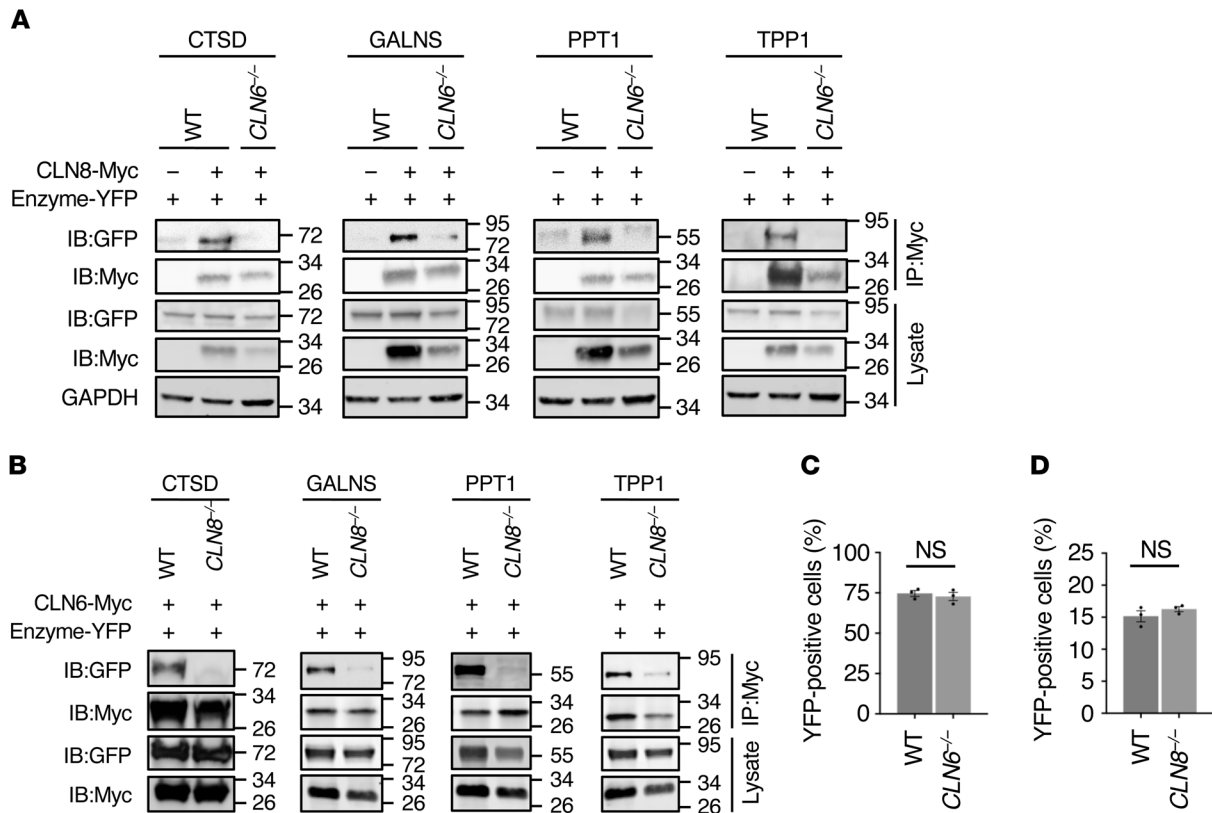 A
CTSD GALNS PPT1 TPP1
WT CLN6–/– WT CLN6–/– WT CLN6–/– WT CLN6–/–
CLN8-Myc – + + – + + – + + – + +
Enzyme-YFP + + + + + + + + + + + +
IB:GFP 72 95 72 55 95
IB:Myc 34 26 34 26 34 26 34 26
IP:Myc
IB:GFP 72 95 72 55 95
IB:Myc 34 26 34 26 34 26 34 26
GAPDH 34 34 34 34
Lysate
B
CTSD GALNS PPT1 TPP1
WT CLN8–/– WT CLN8–/– WT CLN8–/– WT CLN8–/–
CLN6-Myc + + + + + + + +
Enzyme-YFP + + + + + + + +
IB:GFP 72 95 72 55 95
IB:Myc 34 26 34 26 34 26 34 26
IP:Myc
IB:GFP 72 95 72 55 95
IB:Myc 34 26 34 26 34 26 34 26
Lysate
C
YFP-positive cells (%)
100
75
50
25
0
NS
WT CLN6–/–
D
YFP-positive cells (%)
25
20
15
10
5
0
NS
WT CLN8–/–